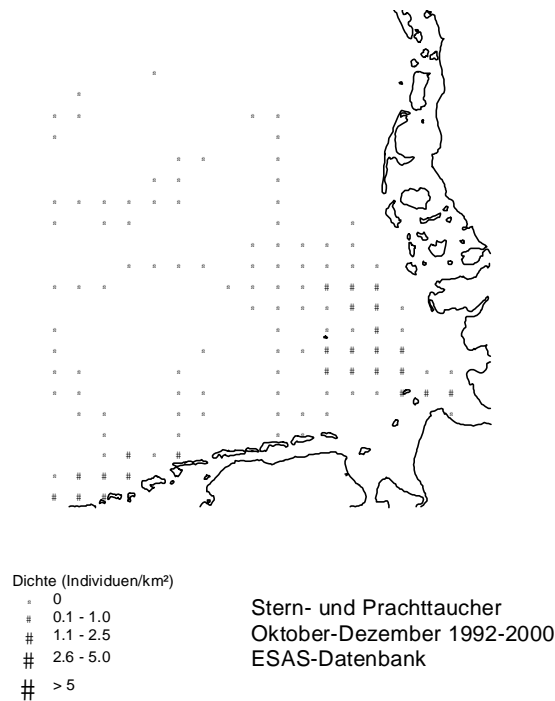 Dichte (Individuen/km²)
0
# 0.1 - 1.0
# 1.1 - 2.5
# 2.6 - 5.0
# > 5
Stern- und Prachttaucher
Oktober-Dezember 1992-2000
ESAS-Datenbank